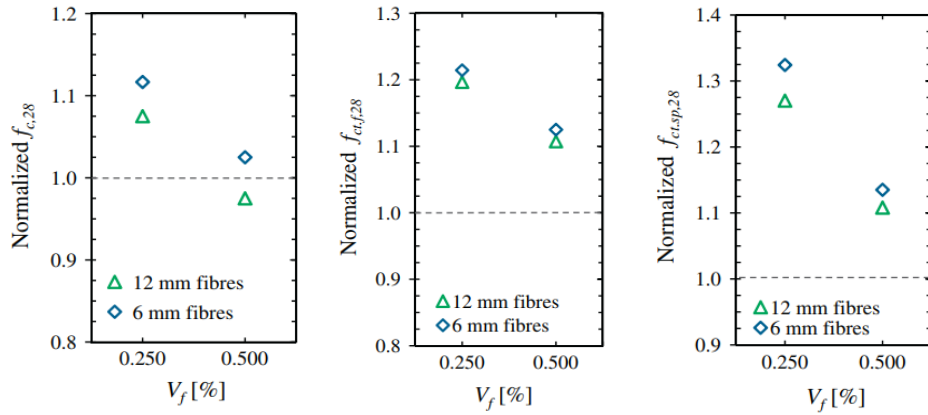 Normalized f_c,28
1.2
1.1
1.0
0.9
0.8
12 mm fibres
6 mm fibres
0.250 0.500
V_f [%]
Normalized f_ct.f,28
1.3
1.2
1.1
1.0
0.9
0.8
12 mm fibres
6 mm fibres
0.250 0.500
V_f [%]
Normalized f_ct.sp,28
1.4
1.3
1.2
1.1
1.0
0.9
12 mm fibres
6 mm fibres
0.250 0.500
V_f [%]